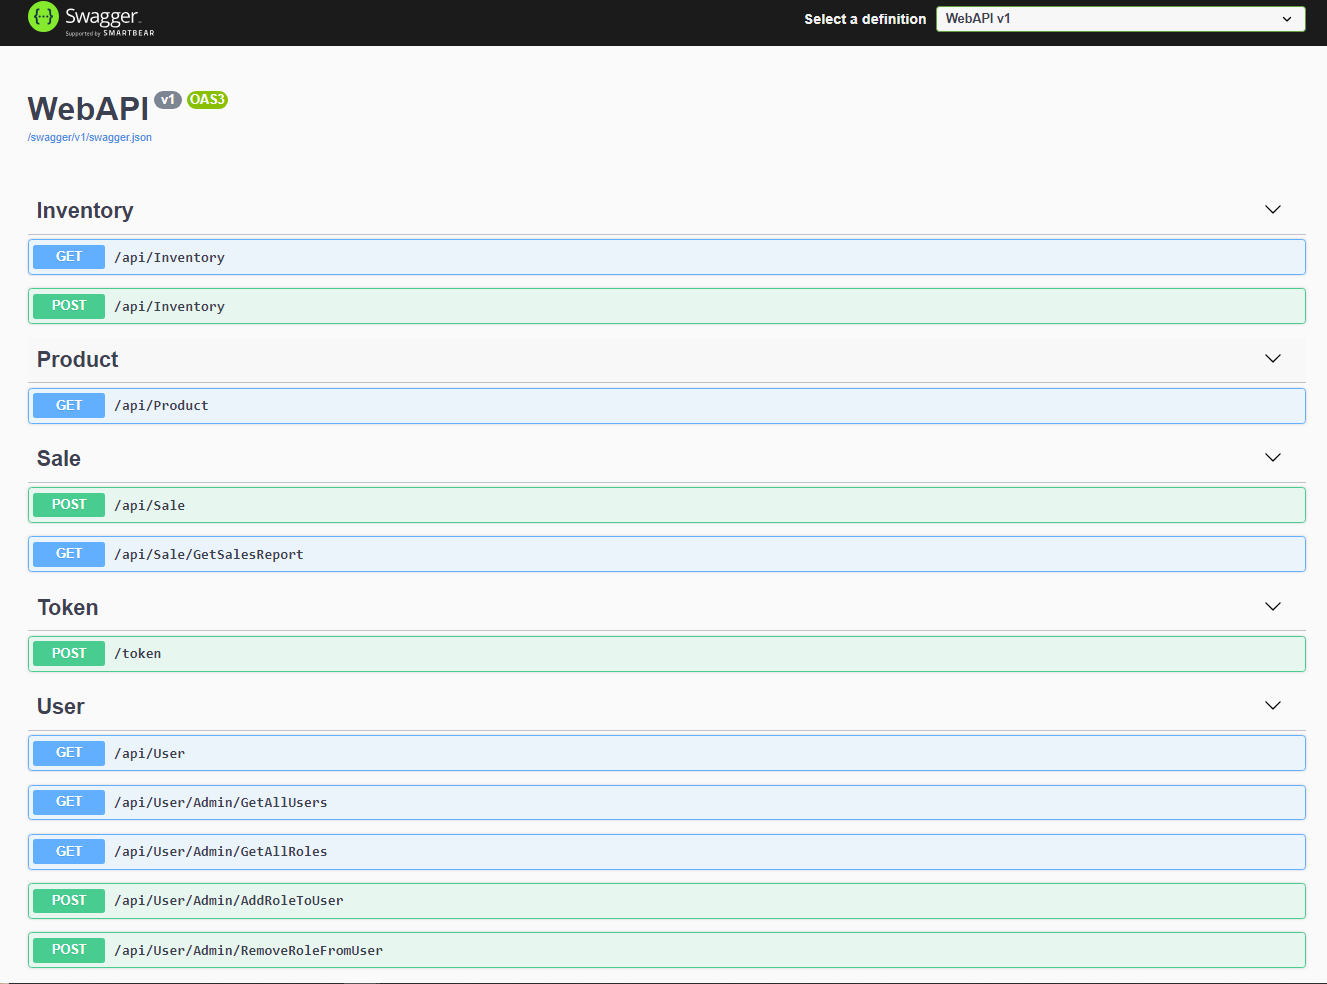 Swagger
Supported by SMARTBEAR
Select a definition
WebAPI v1
WebAPI v1 OAS3
/swagger/v1/swagger.json
Inventory
GET /api/Inventory
POST /api/Inventory
Product
GET /api/Product
Sale
POST /api/Sale
GET /api/Sale/GetSalesReport
Token
POST /token
User
GET /api/User
GET /api/User/Admin/GetAllUsers
GET /api/User/Admin/GetAllRoles
POST /api/User/Admin/AddRoleToUser
POST /api/User/Admin/RemoveRoleFromUser